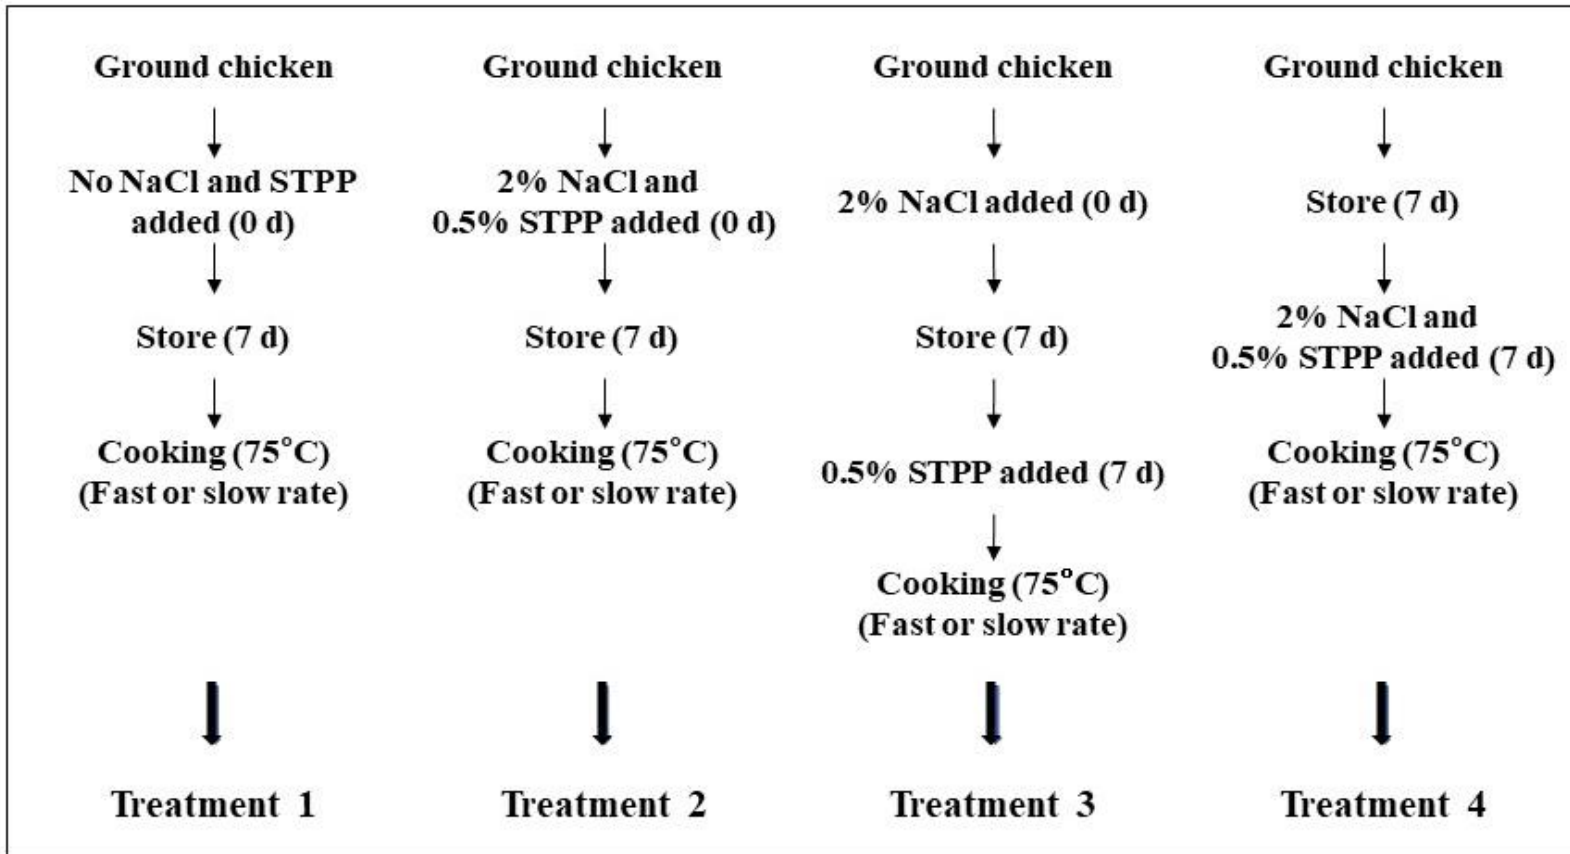 Ground chicken
No NaCl and STPP
added (0 d)
Store (7 d)
Cooking (75°C)
(Fast or slow rate)
Treatment 1
Ground chicken
2% NaCl and
0.5% STPP added (0 d)
Store (7 d)
Cooking (75°C)
(Fast or slow rate)
Treatment 2
Ground chicken
2% NaCl added (0 d)
Store (7 d)
0.5% STPP added (7 d)
Cooking (75°C)
(Fast or slow rate)
Treatment 3
Ground chicken
Store (7 d)
2% NaCl and
0.5% STPP added (7 d)
Cooking (75°C)
(Fast or slow rate)
Treatment 4